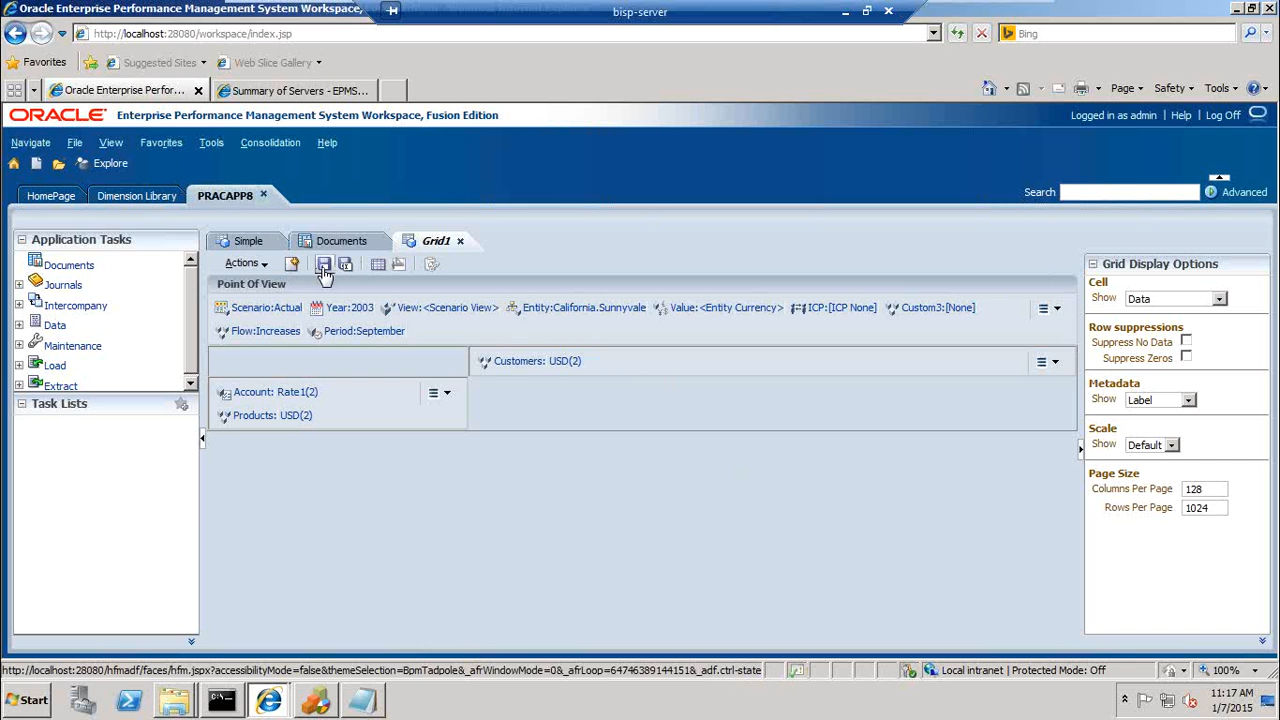 Oracle Enterprise Performance Management System Workspace,
bisp-server
http://localhost:28080/workspace/index.jsp
Bing
Favorites
Suggested Sites
Web Slice Gallery
Oracle Enterprise Perfor...
Summary of Servers - EPMS...
Page
Safety
Tools
ORACLE
Enterprise Performance Management System Workspace, Fusion Edition
Logged in as admin | Help | Log Off
Navigate File View Favorites Tools Consolidation Help
Explore
HomePage
Dimension Library
PRACAPP8
Search
Advanced
Application Tasks
Documents
Journals
Intercompany
Data
Maintenance
Load
Extract
Task Lists
Simple
Documents
Grid1
Actions
Point Of View
Scenario:Actual Year:2003 View:<Scenario View> Entity:California.Sunnyvale Value:<Entity Currency> ICP:[ICP None] Custom3:[None]
Flow:Increases Period:September
Customers: USD(2)
Account: Rate1(2)
Products: USD(2)
Grid Display Options
Cell
Show Data
Row suppressions
Suppress No Data
Suppress Zeros
Metadata
Show Label
Scale
Show Default
Page Size
Columns Per Page 128
Rows Per Page 1024
http://localhost:28080/hfmadf/faces/hfm.jspx?accessibilityMode=false&themeSelection=BpmTadpole&_afrWindowMode=0&_afrLoop=64746389144151&_adf.ctrl-state
Local intranet | Protected Mode: Off
100%
Start
11:17 AM
1/7/2015